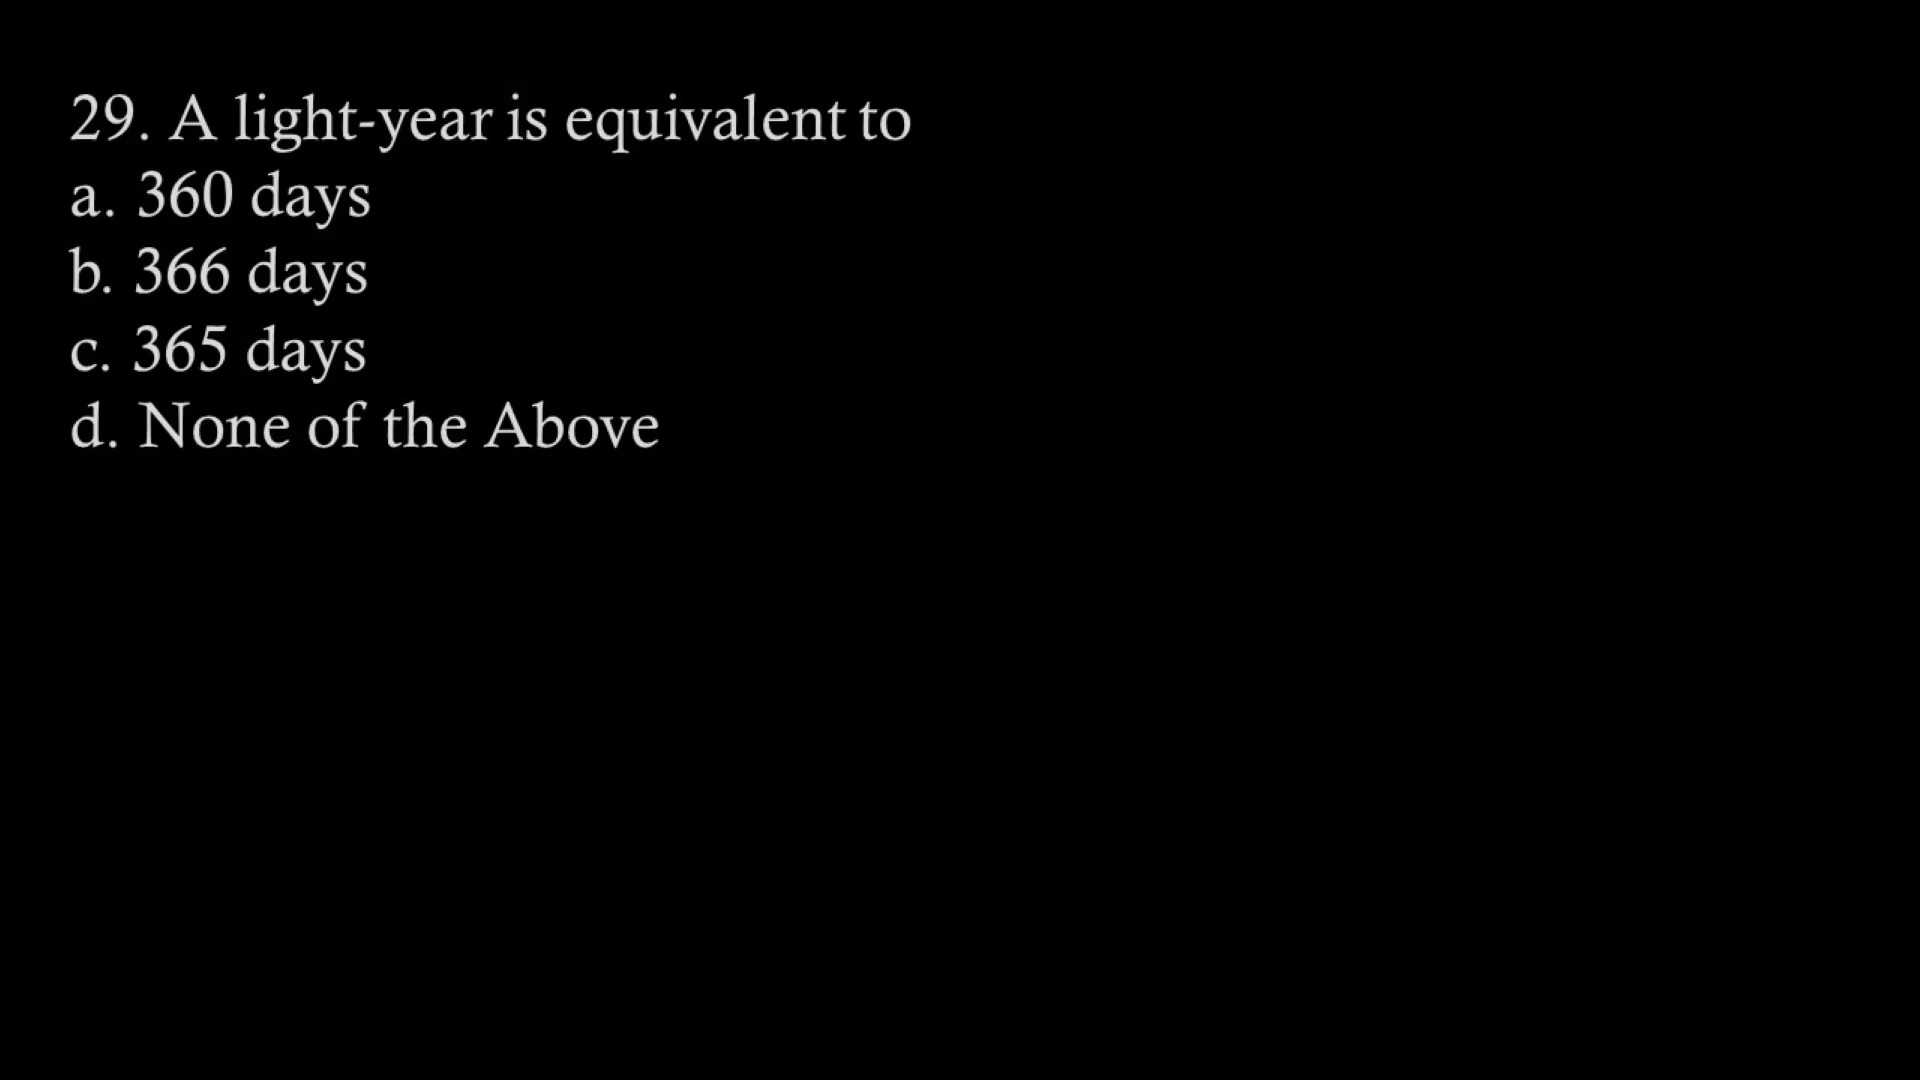 29. A light-year is equivalent to
a. 360 days
b. 366 days
c. 365 days
d. None of the Above